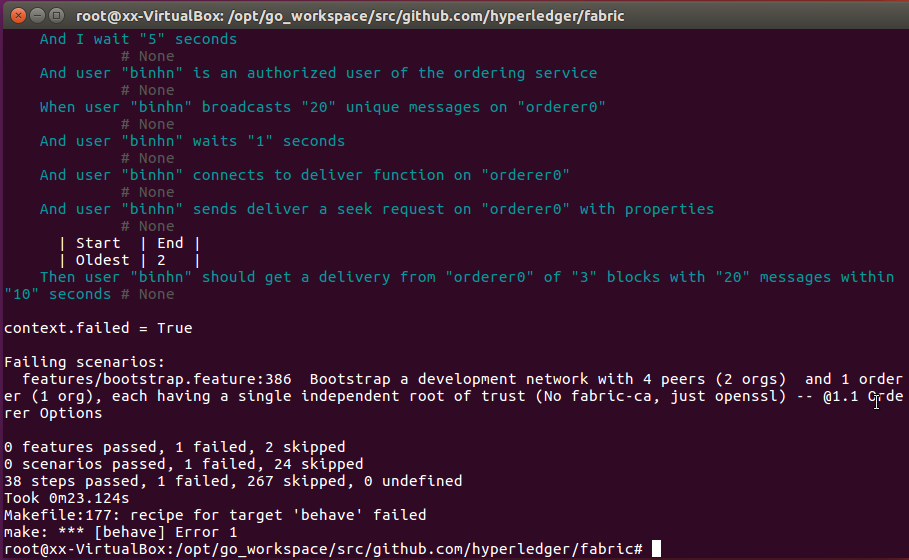 root@xx-VirtualBox: /opt/go_workspace/src/github.com/hyperledger/fabric
And I wait "5" seconds
# None
And user "binhn" is an authorized user of the ordering service
# None
When user "binhn" broadcasts "20" unique messages on "orderer0"
# None
And user "binhn" waits "1" seconds
# None
And user "binhn" connects to deliver function on "orderer0"
# None
And user "binhn" sends deliver a seek request on "orderer0" with properties
# None
| Start  | End |
| Oldest | 2   |
Then user "binhn" should get a delivery from "orderer0" of "3" blocks with "20" messages within
"10" seconds # None
context.failed = True
Failing scenarios:
features/bootstrap.feature:386  Bootstrap a development network with 4 peers (2 orgs)  and 1 order
er (1 org), each having a single independent root of trust (No fabric-ca, just openssl) -- @1.1 Orde
rer Options
0 features passed, 1 failed, 2 skipped
0 scenarios passed, 1 failed, 24 skipped
38 steps passed, 1 failed, 267 skipped, 0 undefined
Took 0m23.124s
Makefile:177: recipe for target 'behave' failed
make: *** [behave] Error 1
root@xx-VirtualBox:/opt/go_workspace/src/github.com/hyperledger/fabric#